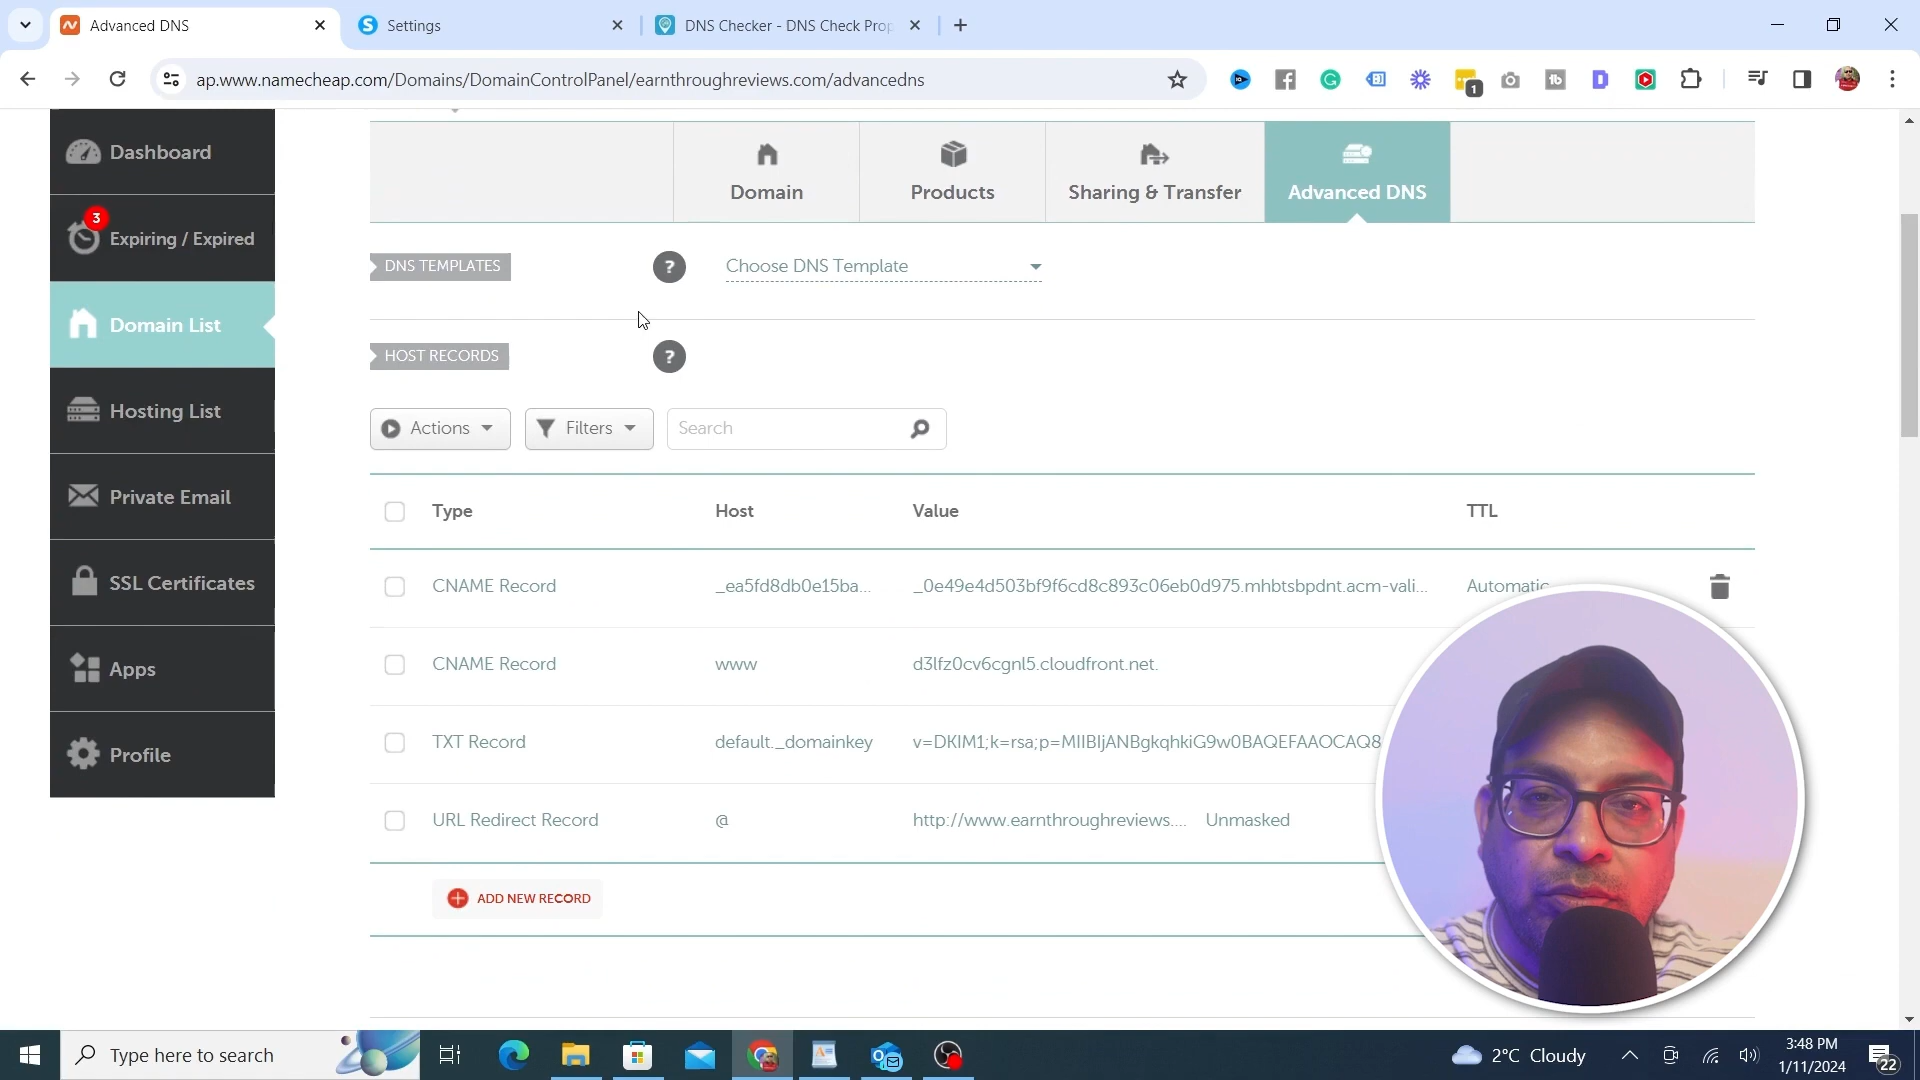 Advanced DNS
Settings
DNS Checker - DNS Check Prop
ap.www.namecheap.com/Domains/DomainControlPanel/earnthroughreviews.com/advancedns
1
Dashboard
3
Expiring / Expired
Domain List
Hosting List
Private Email
SSL Certificates
Apps
Profile
Domain
Products
Sharing & Transfer
Advanced DNS
DNS TEMPLATES
?
Choose DNS Template
HOST RECORDS
?
Actions
Filters
Search
Type Host Value TTL
CNAME Record _ea5fd8db0e15ba... _0e49e4d503bf9f6cd8c893c06eb0d975.mhbtsbpdnt.acm-vali... Automatic
CNAME Record www d3lfz0cv6cgnl5.cloudfront.net.
TXT Record default._domainkey v=DKIM1;k=rsa;p=MIIBIjANBgkqhkiG9w0BAQEFAAOCAQ8
URL Redirect Record @ http://www.earnthroughreviews.... Unmasked
ADD NEW RECORD
Type here to search
2°C Cloudy
3:48 PM
1/11/2024
22